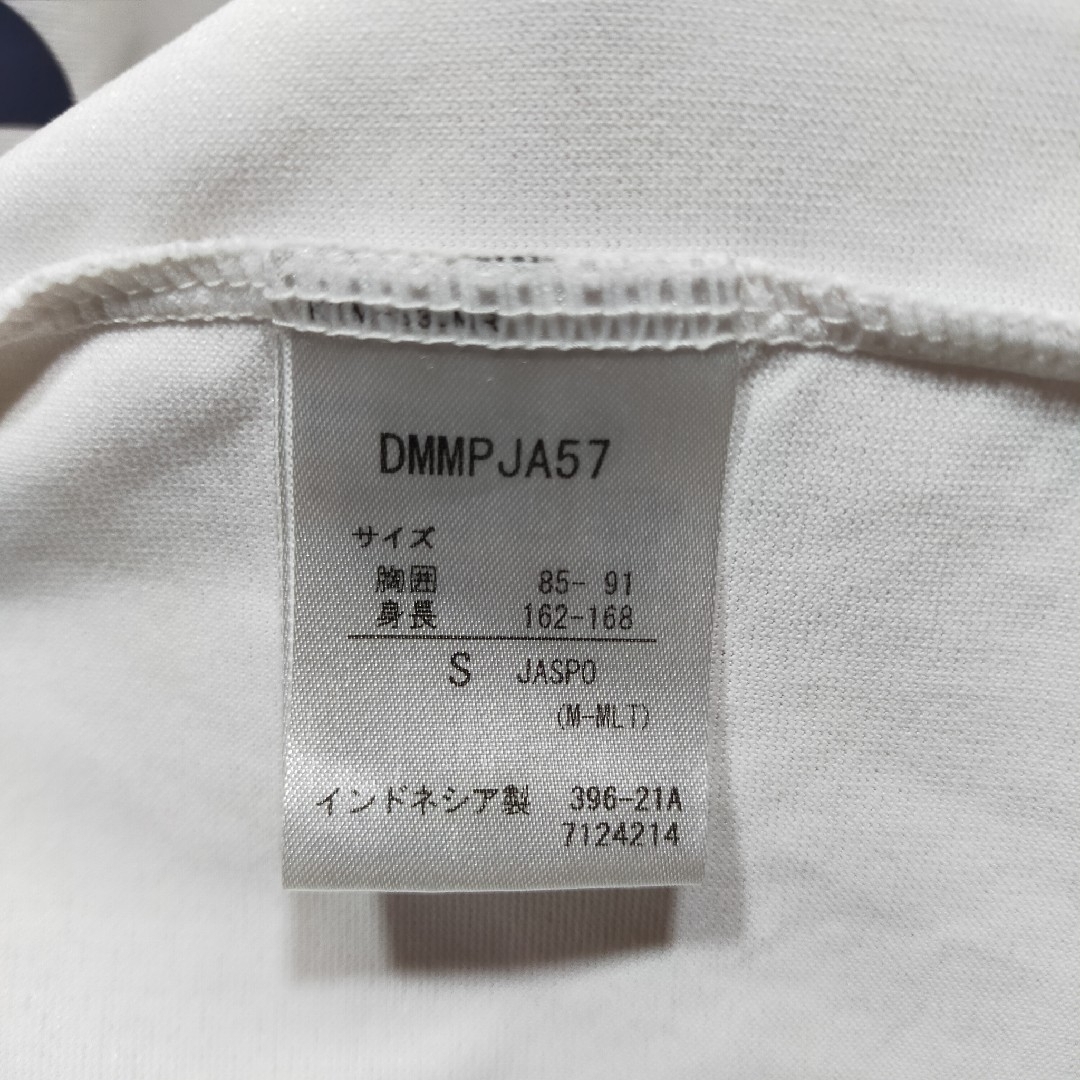 DMMPJA57
サイズ
胸囲 85- 91
身長 162-168
S JASPO
(M-MLT)
インドネシア製 396-21A
7124214